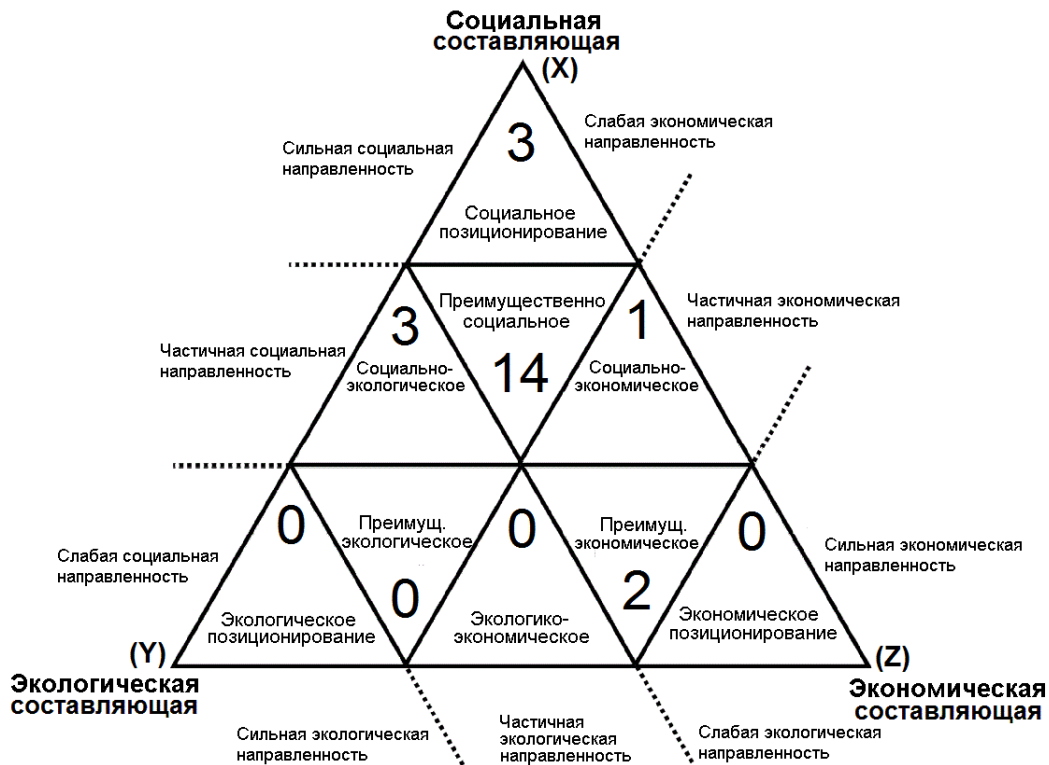 Социальная
составляющая
(X)
Слабая экономическая
направленность
Сильная социальная
направленность
3
Социальное
позиционирование
Частичная экономическая
направленность
Преимущественно
социальное
3
1
Частичная социальная
направленность
Социально-
экологическое
14
Социально-
экономическое
0
Преимущ.
экологическое
0
Преимущ.
экономическое
0
Слабая социальная
направленность
Сильная экономическая
направленность
0
2
Экологическое
позиционирование
Экологико-
экономическое
Экономическое
позиционирование
(Y)
(Z)
Экологическая
составляющая
Экономическая
составляющая
Сильная экологическая
направленность
Частичная
экологическая
направленность
Слабая экологическая
направленность